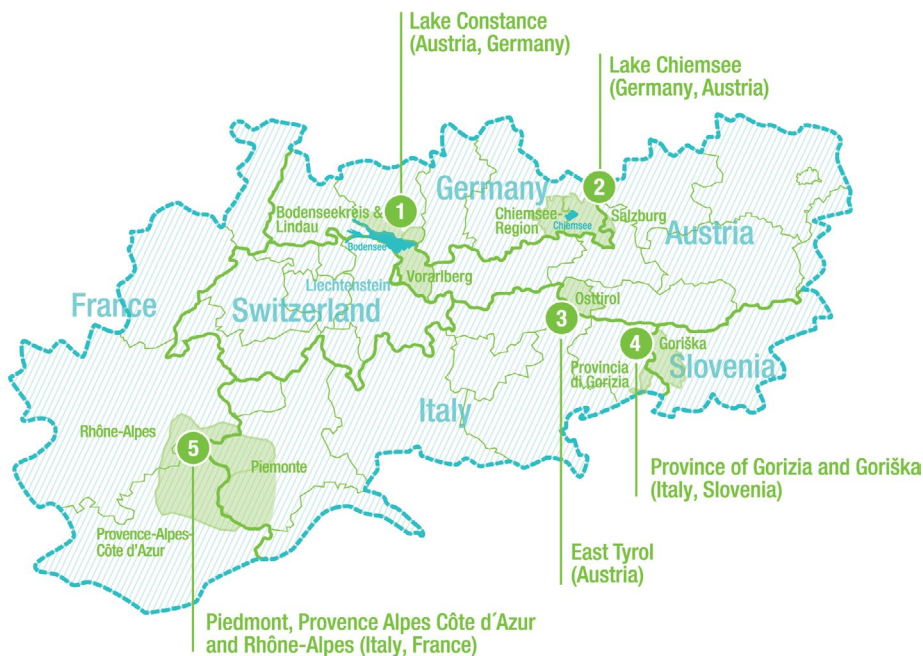 Lake Constance
(Austria, Germany)
Lake Chiemsee
(Germany, Austria)
Germany
2
Bodenseekreis &
Lindau
1
Chiemsee-
Region
Chiemsee
Salzburg
Austria
Bodensee
Vorarlberg
Liechtenstein
France
Switzerland
Osttirol
3
4
Goriška
Provincia
di Gorizia
Slovenia
Italy
Rhône-Alpes
5
Piemonte
Province of Gorizia and Goriška
(Italy, Slovenia)
Provence-Alpes-
Côte d'Azur
East Tyrol
(Austria)
Piedmont, Provence Alpes Côte d´Azur
and Rhône-Alpes (Italy, France)